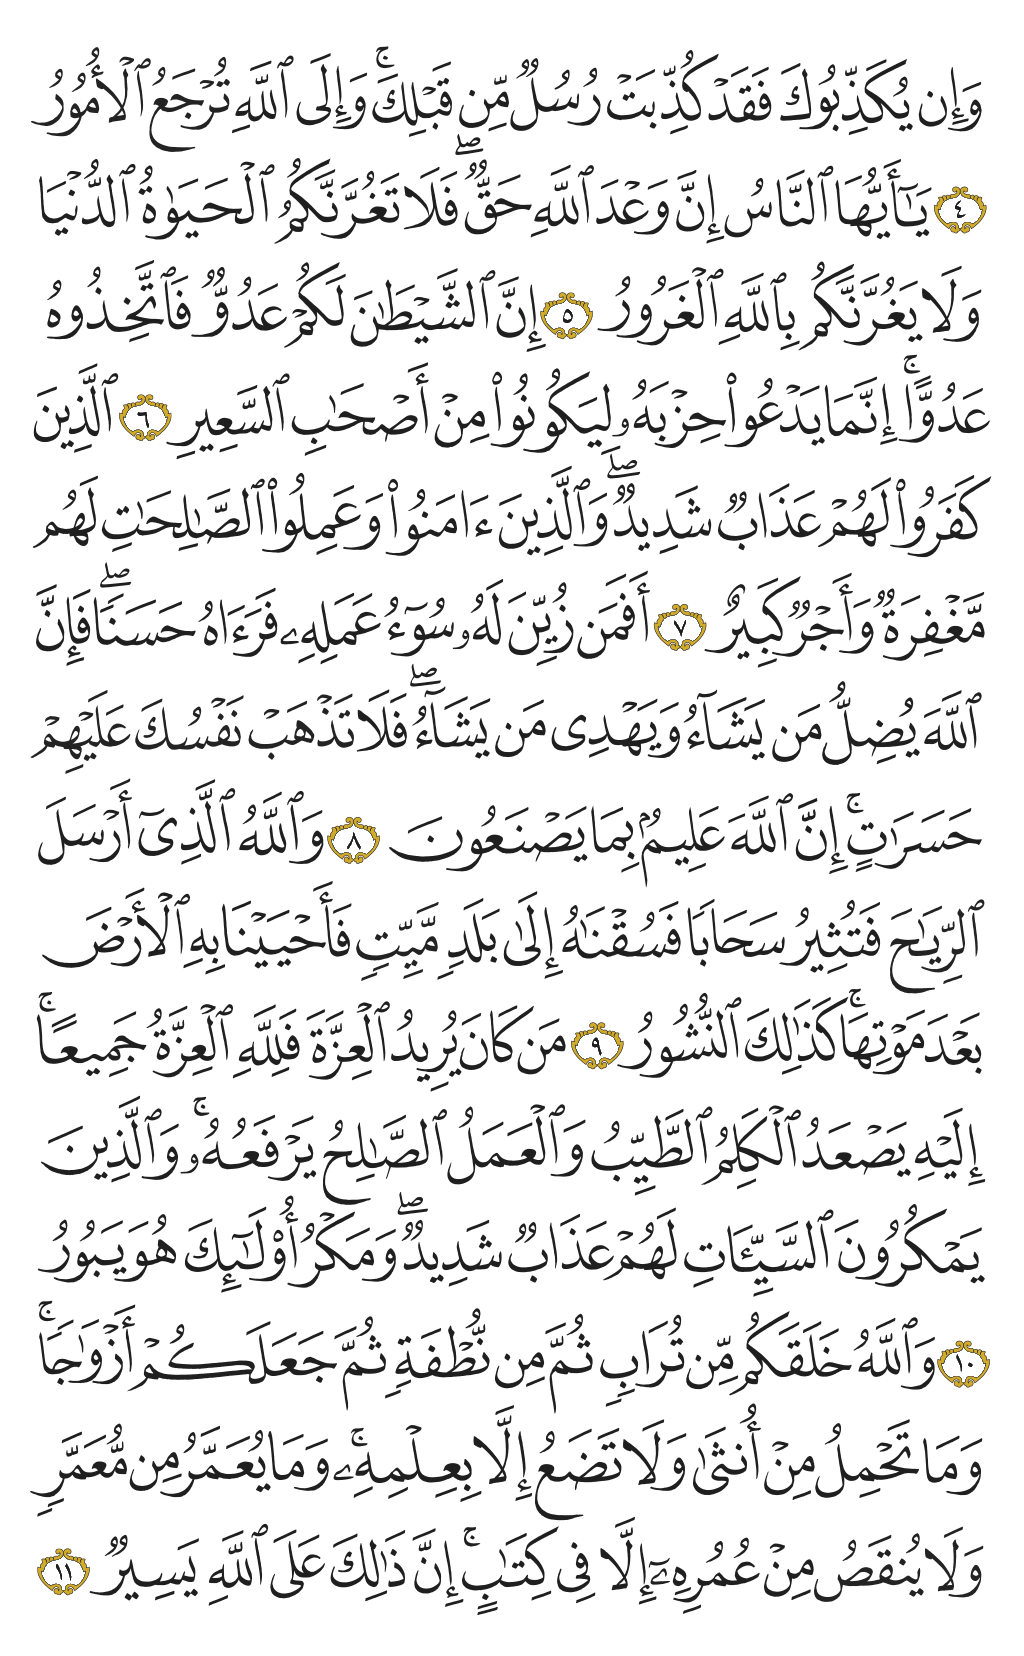 وَإِن يُكَذِّبُوكَ فَقَدْ كُذِّبَتْ رُسُلٌ مِّن قَبْلِكَ ۚ وَإِلَى ٱللَّهِ تُرْجَعُ ٱلْأُمُورُ
٤ يَـٰٓأَيُّهَا ٱلنَّاسُ إِنَّ وَعْدَ ٱللَّهِ حَقٌّ ۖ فَلَا تَغُرَّنَّكُمُ ٱلْحَيَوٰةُ ٱلدُّنْيَا
وَلَا يَغُرَّنَّكُم بِٱللَّهِ ٱلْغَرُورُ ٥ إِنَّ ٱلشَّيْطَـٰنَ لَكُمْ عَدُوٌّ فَٱتَّخِذُوهُ
عَدُوًّا ۚ إِنَّمَا يَدْعُوا۟ حِزْبَهُۥ لِيَكُونُوا۟ مِنْ أَصْحَـٰبِ ٱلسَّعِيرِ ٦ ٱلَّذِينَ
كَفَرُوا۟ لَهُمْ عَذَابٌ شَدِيدٌ ۖ وَٱلَّذِينَ ءَامَنُوا۟ وَعَمِلُوا۟ ٱلصَّـٰلِحَـٰتِ لَهُم
مَّغْفِرَةٌ وَأَجْرٌ كَبِيرٌ ٧ أَفَمَن زُيِّنَ لَهُۥ سُوٓءُ عَمَلِهِۦ فَرَءَاهُ حَسَنًا ۖ فَإِنَّ
ٱللَّهَ يُضِلُّ مَن يَشَآءُ وَيَهْدِى مَن يَشَآءُ ۖ فَلَا تَذْهَبْ نَفْسُكَ عَلَيْهِمْ
حَسَرَٰتٍ ۚ إِنَّ ٱللَّهَ عَلِيمٌۢ بِمَا يَصْنَعُونَ ٨ وَٱللَّهُ ٱلَّذِىٓ أَرْسَلَ
ٱلرِّيَـٰحَ فَتُثِيرُ سَحَابًا فَسُقْنَـٰهُ إِلَىٰ بَلَدٍ مَّيِّتٍ فَأَحْيَيْنَا بِهِ ٱلْأَرْضَ
بَعْدَ مَوْتِهَا ۚ كَذَٰلِكَ ٱلنُّشُورُ ٩ مَن كَانَ يُرِيدُ ٱلْعِزَّةَ فَلِلَّهِ ٱلْعِزَّةُ جَمِيعًا ۚ
إِلَيْهِ يَصْعَدُ ٱلْكَلِمُ ٱلطَّيِّبُ وَٱلْعَمَلُ ٱلصَّـٰلِحُ يَرْفَعُهُۥ ۚ وَٱلَّذِينَ
يَمْكُرُونَ ٱلسَّيِّـَٔاتِ لَهُمْ عَذَابٌ شَدِيدٌ ۖ وَمَكْرُ أُو۟لَـٰٓئِكَ هُوَ يَبُورُ
١٠ وَٱللَّهُ خَلَقَكُم مِّن تُرَابٍ ثُمَّ مِن نُّطْفَةٍ ثُمَّ جَعَلَكُمْ أَزْوَٰجًا ۚ
وَمَا تَحْمِلُ مِنْ أُنثَىٰ وَلَا تَضَعُ إِلَّا بِعِلْمِهِۦ ۚ وَمَا يُعَمَّرُ مِن مُّعَمَّرٍ
وَلَا يُنقَصُ مِنْ عُمُرِهِۦٓ إِلَّا فِى كِتَـٰبٍ ۚ إِنَّ ذَٰلِكَ عَلَى ٱللَّهِ يَسِيرٌ ١١